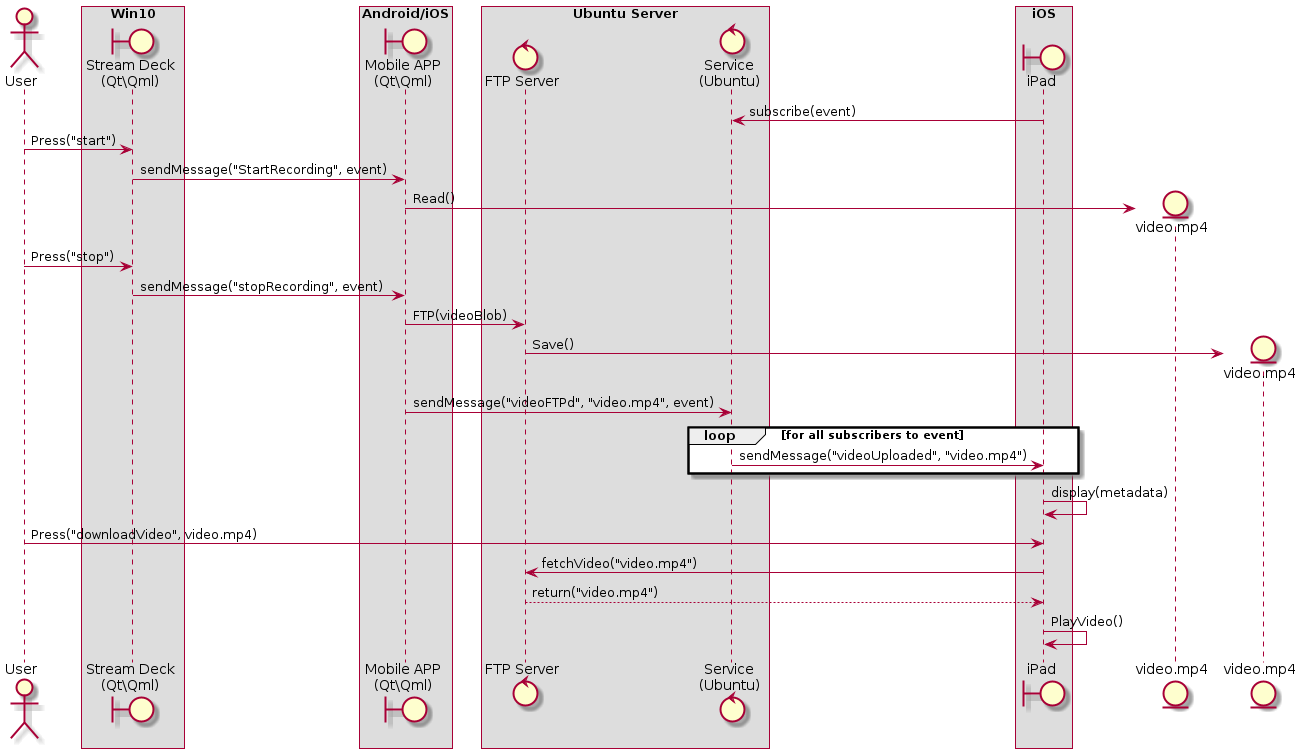 Win10
Android/iOS
Ubuntu Server
iOS
User
Stream Deck
(Qt\Qml)
Mobile APP
(Qt\Qml)
FTP Server
Service
(Ubuntu)
iPad
subscribe(event)
Press("start")
sendMessage("StartRecording", event)
Read()
video.mp4
Press("stop")
sendMessage("stopRecording", event)
FTP(videoBlob)
Save()
video.mp4
sendMessage("videoFTPd", "video.mp4", event)
loop [for all subscribers to event]
sendMessage("videoUploaded", "video.mp4")
display(metadata)
Press("downloadVideo", video.mp4)
fetchVideo("video.mp4")
return("video.mp4")
PlayVideo()
User
Stream Deck
(Qt\Qml)
Mobile APP
(Qt\Qml)
FTP Server
Service
(Ubuntu)
iPad
video.mp4
video.mp4